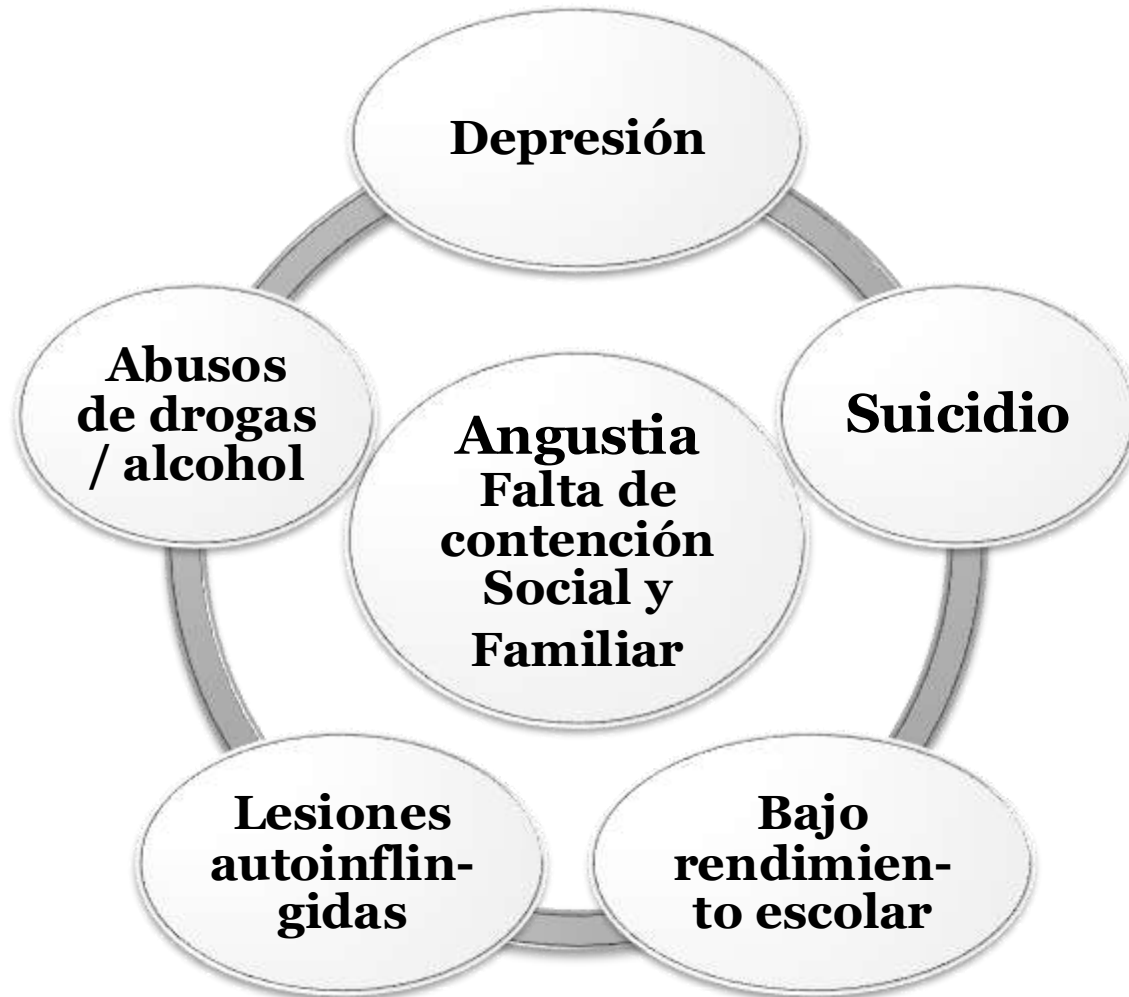 Depresión
Abusos
de drogas
/ alcohol
Angustia
Falta de
contención
Social y
Familiar
Suicidio
Lesiones
autoinflin-
gidas
Bajo
rendimien-
to escolar